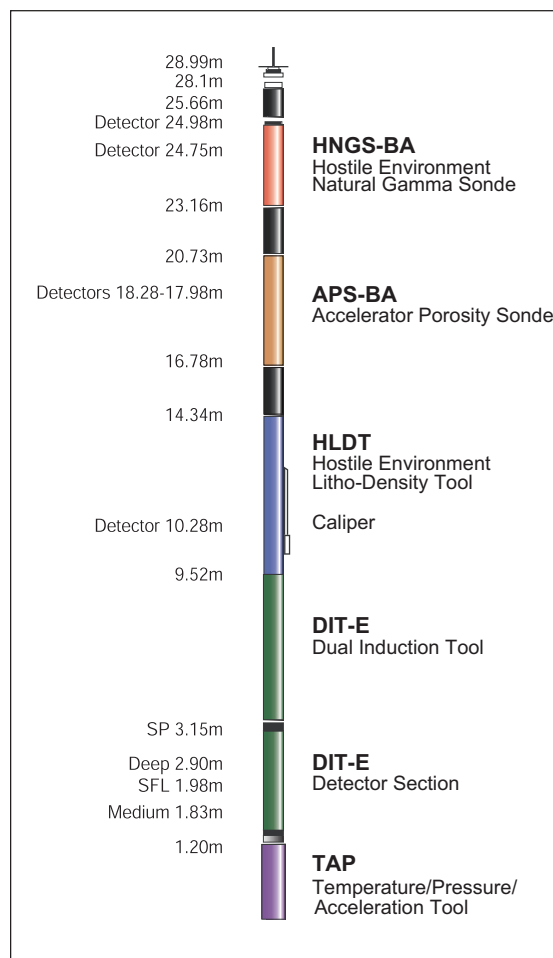 28.99m
28.1m
25.66m
Detector 24.98m
Detector 24.75m
HNGS-BA
Hostile Environment
Natural Gamma Sonde
23.16m
20.73m
Detectors 18.28-17.98m
APS-BA
Accelerator Porosity Sonde
16.78m
14.34m
HLDT
Hostile Environment
Litho-Density Tool
Detector 10.28m
Caliper
9.52m
DIT-E
Dual Induction Tool
SP 3.15m
Deep 2.90m
SFL 1.98m
Medium 1.83m
DIT-E
Detector Section
1.20m
TAP
Temperature/Pressure/
Acceleration Tool